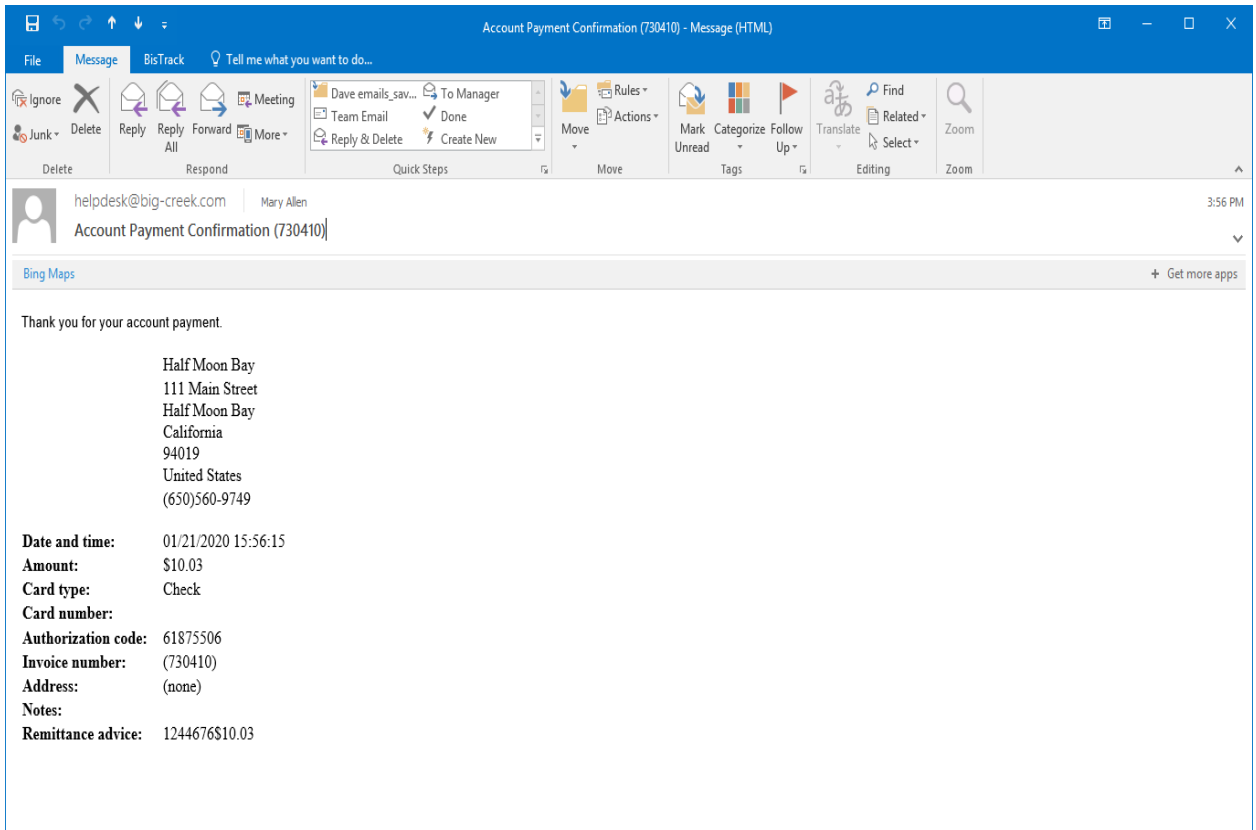 Account Payment Confirmation (730410) - Message (HTML)
File Message BisTrack Tell me what you want to do...
Ignore
Junk
Delete
Reply
Reply All
Forward
Meeting
More
Dave emails_sav...
To Manager
Team Email
Done
Reply & Delete
Create New
Move
Rules
Actions
Mark Unread
Categorize
Follow Up
Translate
Find
Related
Select
Zoom
Delete Respond Quick Steps Move Tags Editing Zoom
helpdesk@big-creek.com Mary Allen 3:56 PM
Account Payment Confirmation (730410)
Bing Maps + Get more apps
Thank you for your account payment.
Half Moon Bay
111 Main Street
Half Moon Bay
California
94019
United States
(650)560-9749
Date and time: 01/21/2020 15:56:15
Amount: $10.03
Card type: Check
Card number:
Authorization code: 61875506
Invoice number: (730410)
Address: (none)
Notes:
Remittance advice: 1244676$10.03